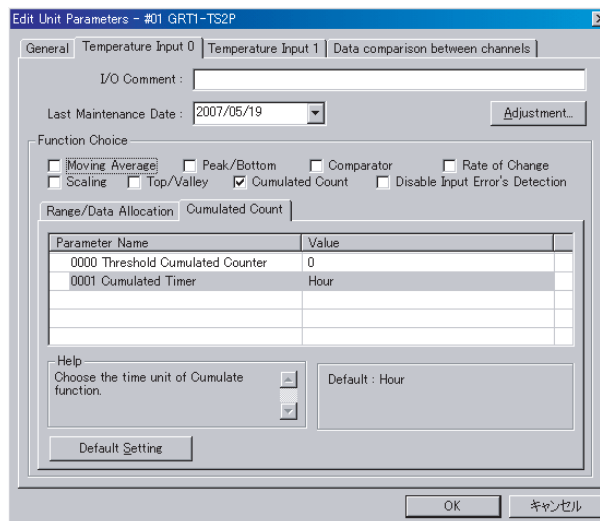 Edit Unit Parameters - #01 GRT1-TS2P
General Temperature Input 0 Temperature Input 1 Data comparison between channels
I/O Comment :
Last Maintenance Date : 2007/05/19 Adjustment...
Function Choice
Moving Average Peak/Bottom Comparator Rate of Change
Scaling Top/Valley Cumulated Count Disable Input Error's Detection
Range/Data Allocation Cumulated Count
Parameter Name Value
0000 Threshold Cumulated Counter 0
0001 Cumulated Timer Hour
Help
Choose the time unit of Cumulate
function.
Default : Hour
Default Setting
OK キャンセル